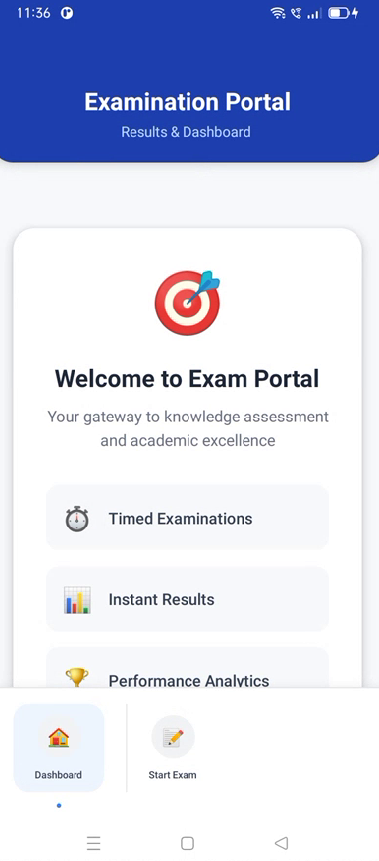 11:36
Examination Portal
Results & Dashboard
Welcome to Exam Portal
Your gateway to knowledge assessment
and academic excellence
Timed Examinations
Instant Results
Performance Analytics
Dashboard
Start Exam